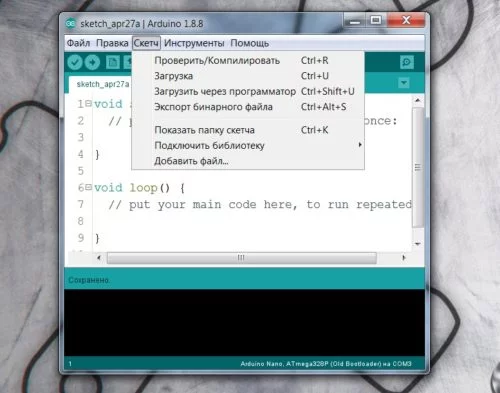 sketch_apr27a | Arduino 1.8.8
Файл Правка Скетч Инструменты Помощь
Проверить/Компилировать Ctrl+R
Загрузка Ctrl+U
Загрузить через программатор Ctrl+Shift+U
Экспорт бинарного файла Ctrl+Alt+S
Показать папку скетча Ctrl+K
Подключить библиотеку
Добавить файл...
sketch_apr27a
1 void
2 // once:
3
4 }
5
6 void loop() {
7 // put your main code here, to run repeated
8
9 }
Сохранено.
1 Arduino Nano, ATmega328P (Old Bootloader) на COM3